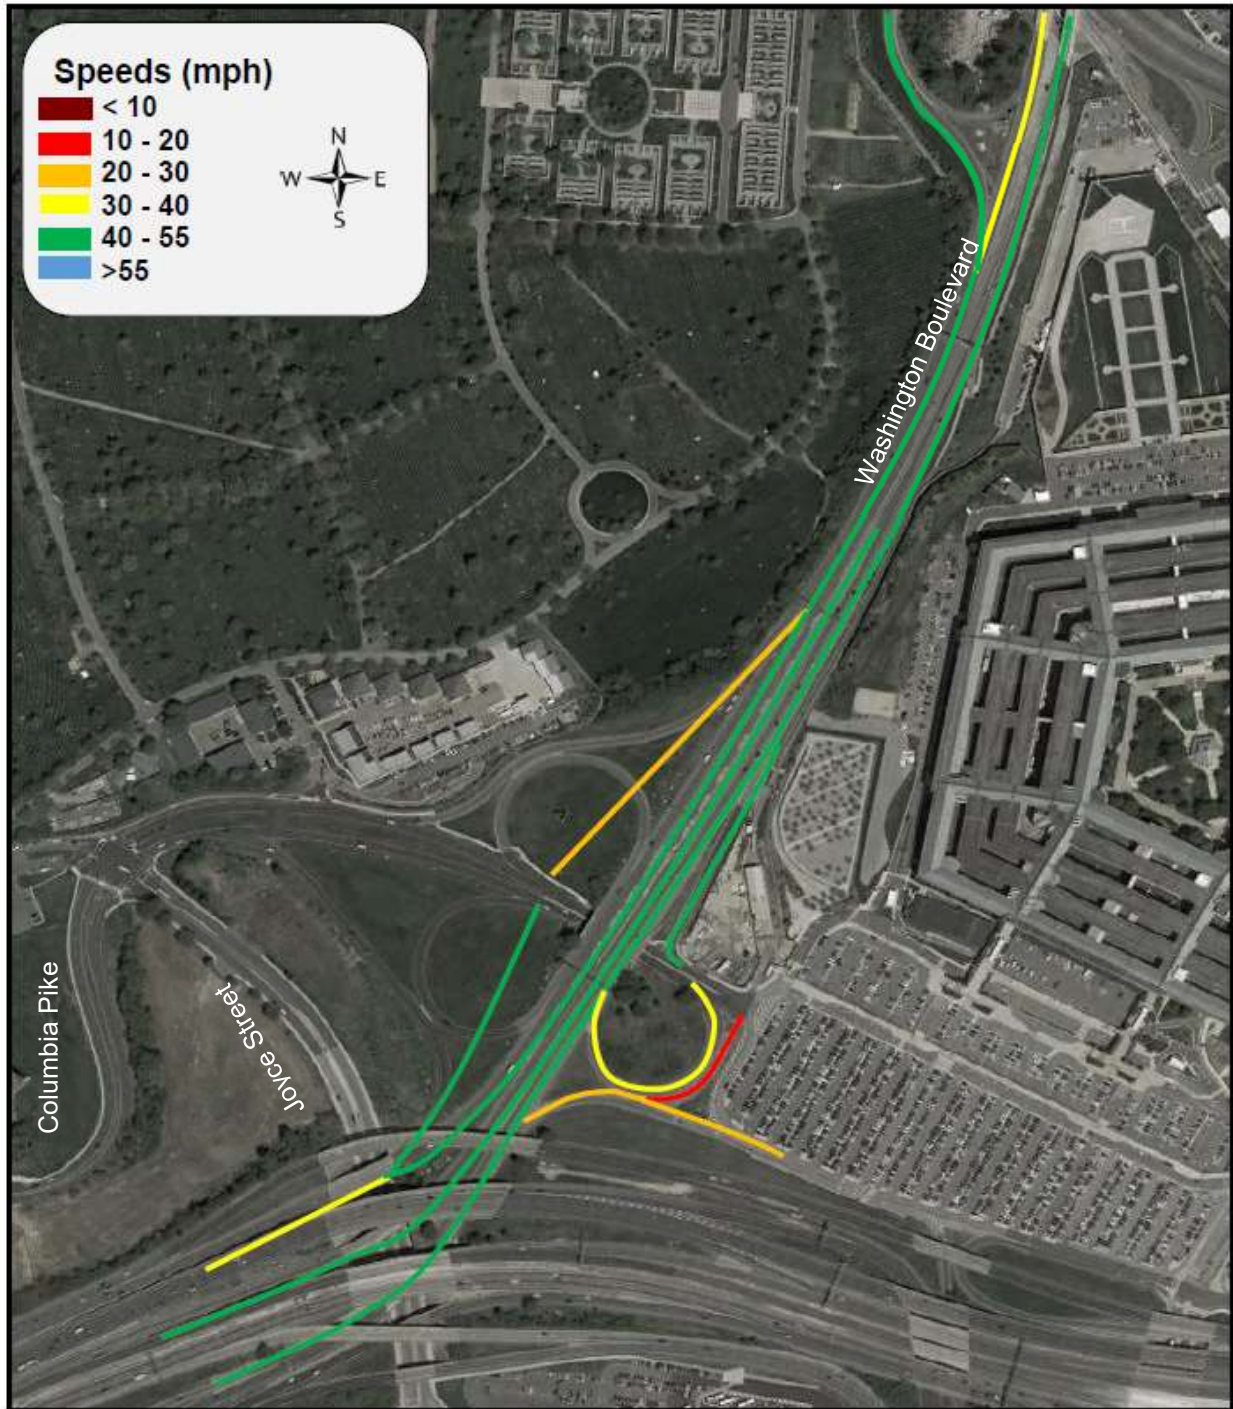 Speeds (mph)
< 10
10 - 20
20 - 30
30 - 40
40 - 55
>55
N
W E
S
Washington Boulevard
Columbia Pike
Joyce Street